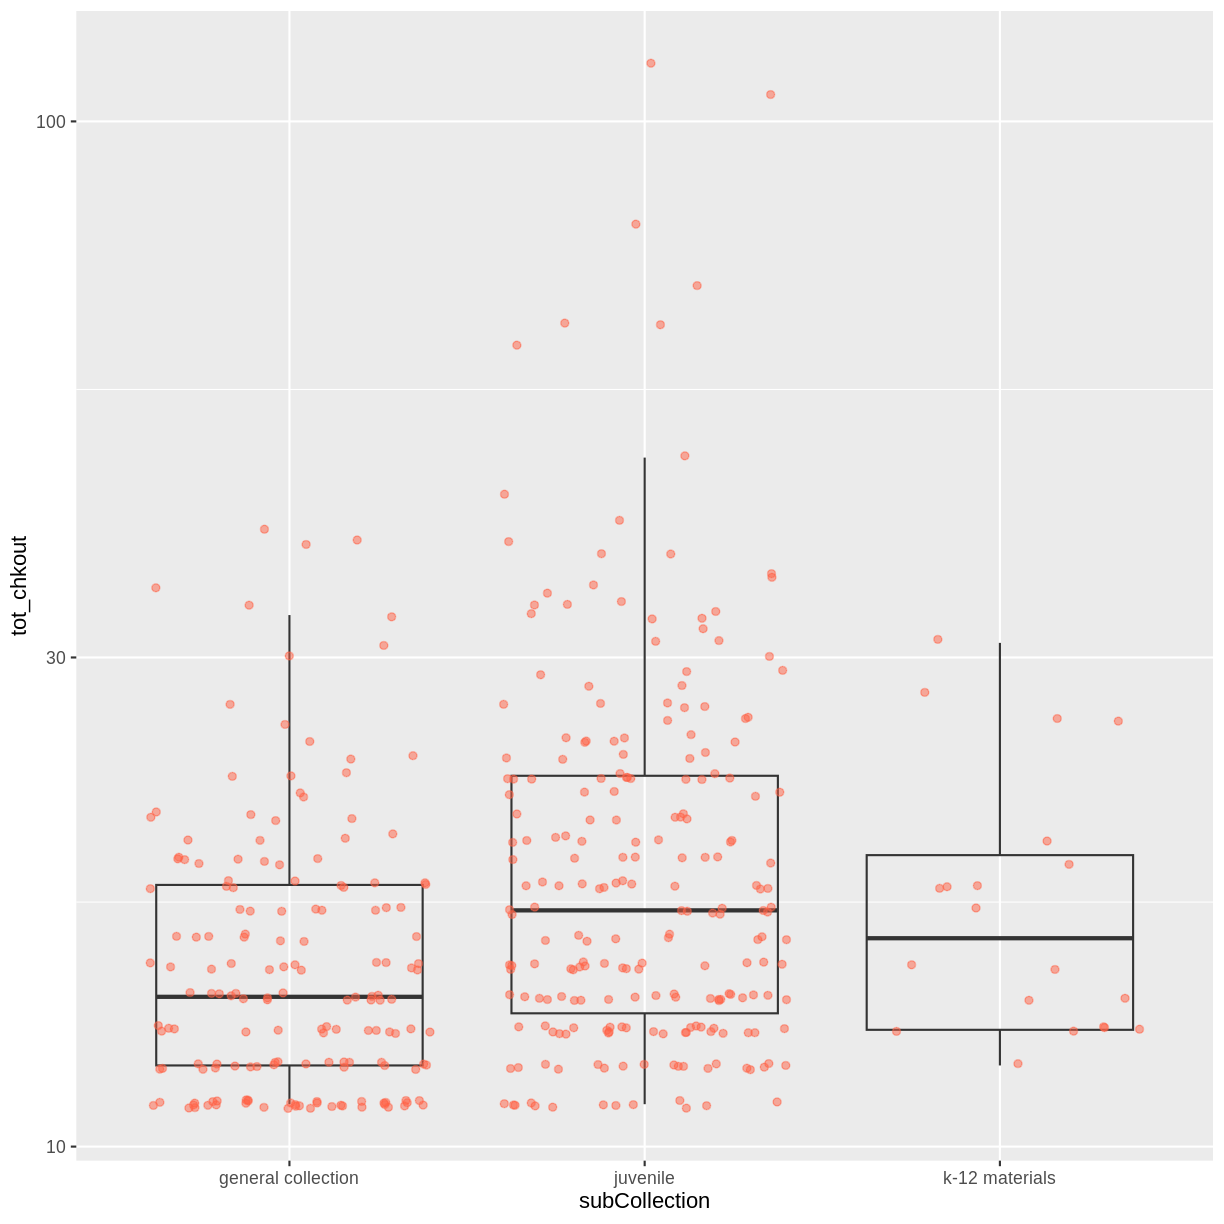 100
30
10
tot_chkout
general collection
juvenile
k-12 materials
subCollection